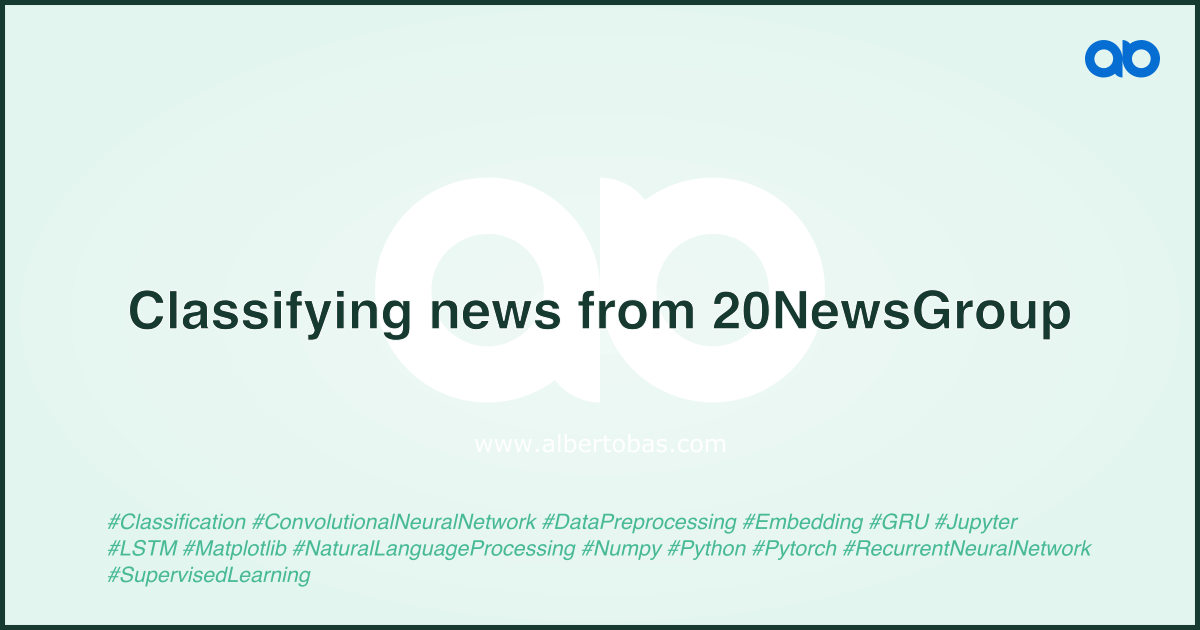 Classifying news from 20NewsGroup
www.albertobas.com
#Classification #ConvolutionalNeuralNetwork #DataPreprocessing #Embedding #GRU #Jupyter
#LSTM #Matplotlib #NaturalLanguageProcessing #Numpy #Python #Pytorch #RecurrentNeuralNetwork
#SupervisedLearning